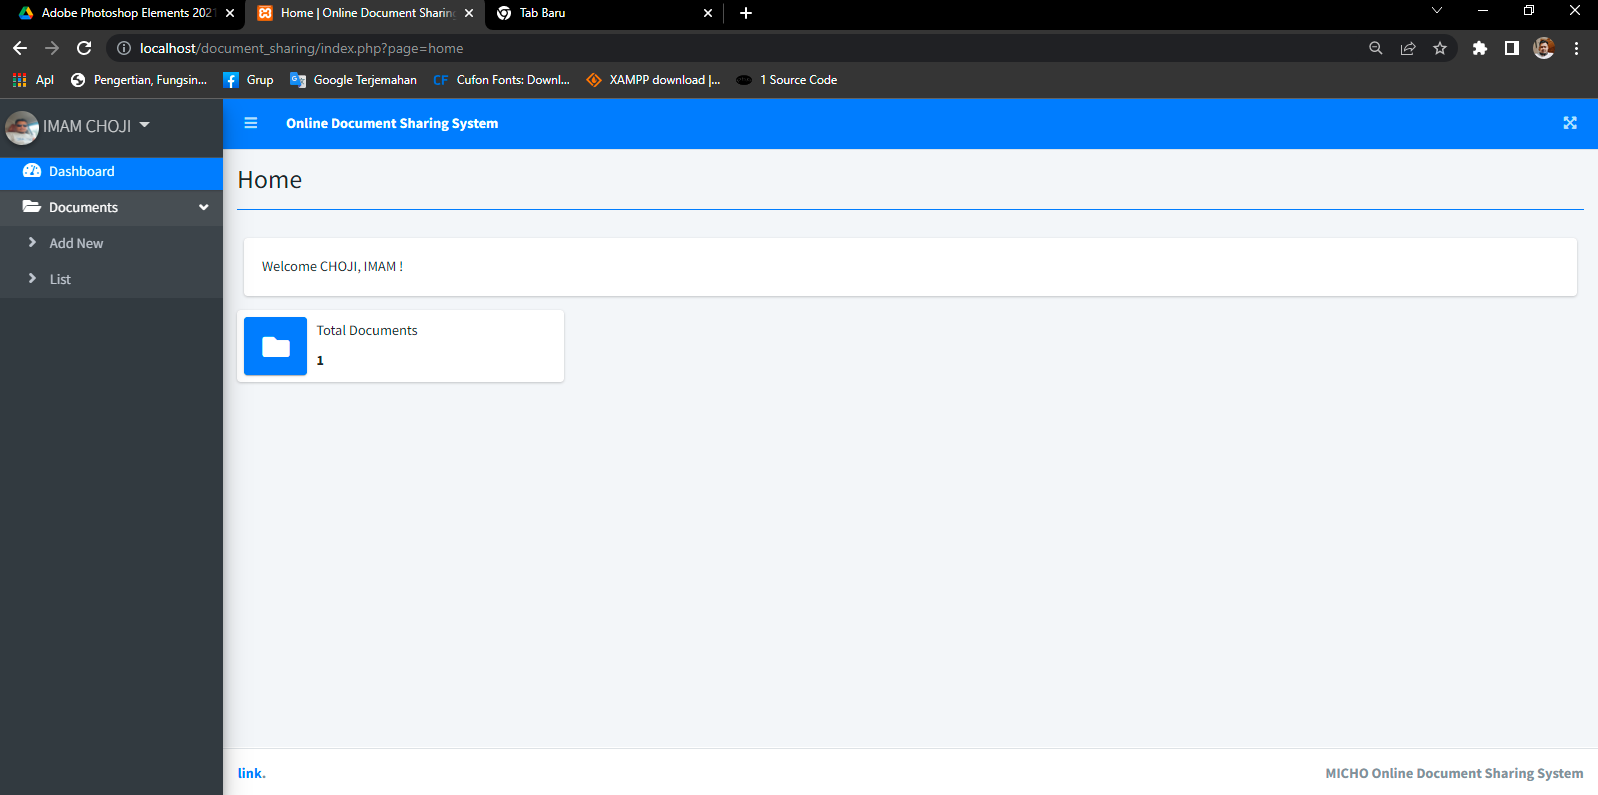 Adobe Photoshop Elements 2021
Home | Online Document Sharing
Tab Baru
localhost/document_sharing/index.php?page=home
Apl
Pengertian, Fungsin...
Grup
Google Terjemahan
CF
Cufon Fonts: Downl...
XAMPP download |...
1 Source Code
IMAM CHOJI
Online Document Sharing System
Dashboard
Documents
Add New
List
Home
Welcome CHOJI, IMAM !
Total Documents
1
link.
MICHO Online Document Sharing System